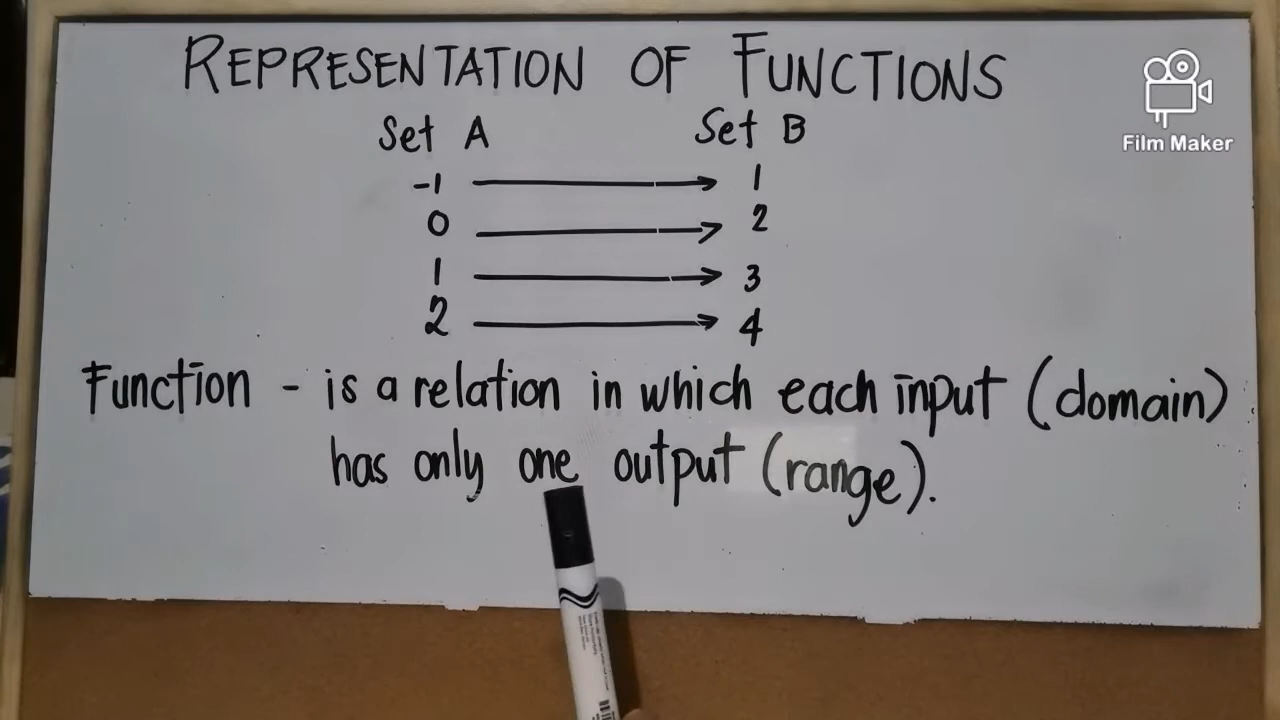 REPRESENTATION OF FUNCTIONS
Film Maker
Set A Set B
-1 1
0 2
1 3
2 4
Function - is a relation in which each input (domain)
has only one output (range).